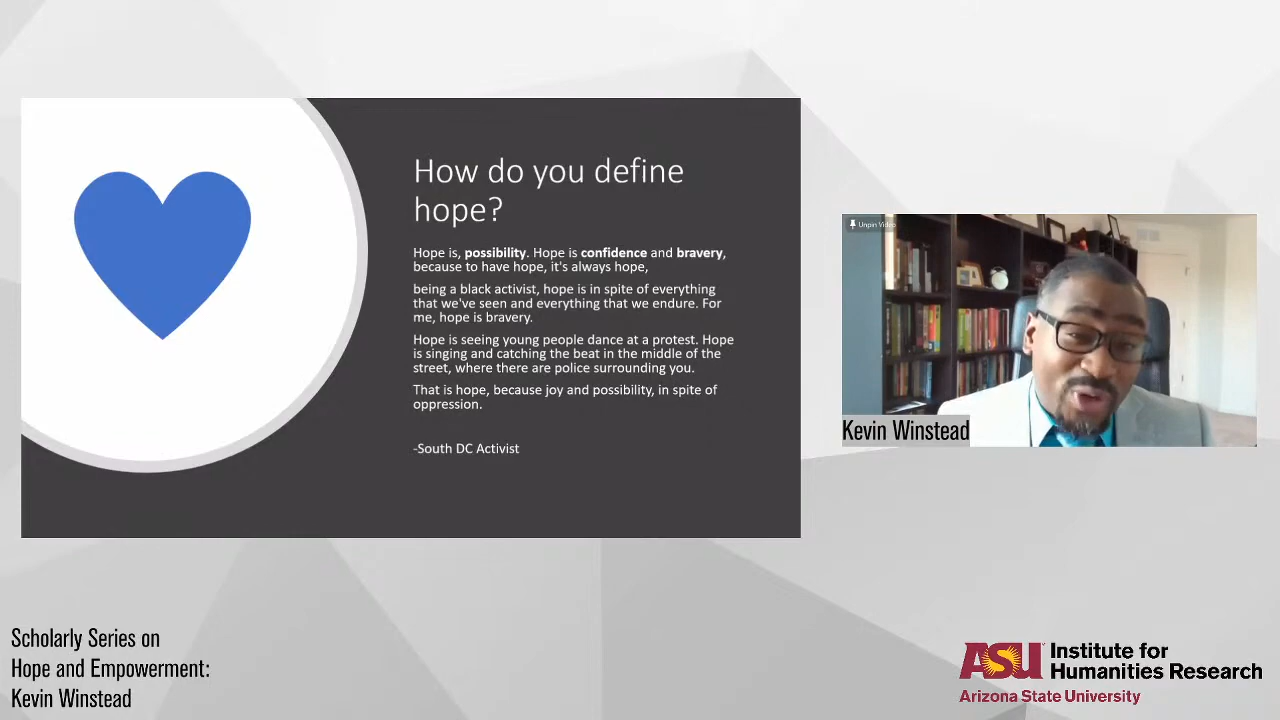 How do you define
hope?
Hope is, possibility. Hope is confidence and bravery,
because to have hope, it's always hope,
being a black activist, hope is in spite of everything
that we've seen and everything that we endure. For
me, hope is bravery.
Hope is seeing young people dance at a protest. Hope
is singing and catching the beat in the middle of the
street, where there are police surrounding you.
That is hope, because joy and possibility, in spite of
oppression.
-South DC Activist
Unpin Video
Kevin Winstead
Scholarly Series on
Hope and Empowerment:
Kevin Winstead
ASU Institute for
Humanities Research
Arizona State University